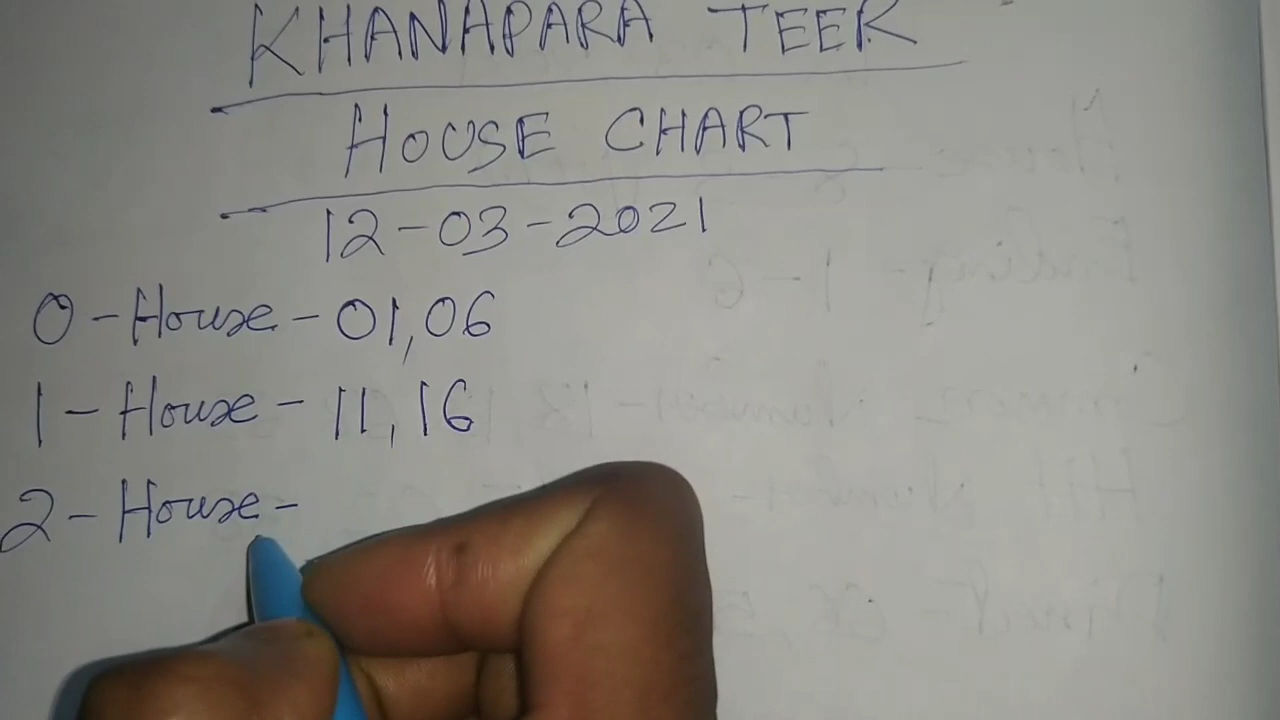 KHANAPARA TEER
HOUSE CHART
12-03-2021
0-House-01,06
1-House-11,16
2-House-